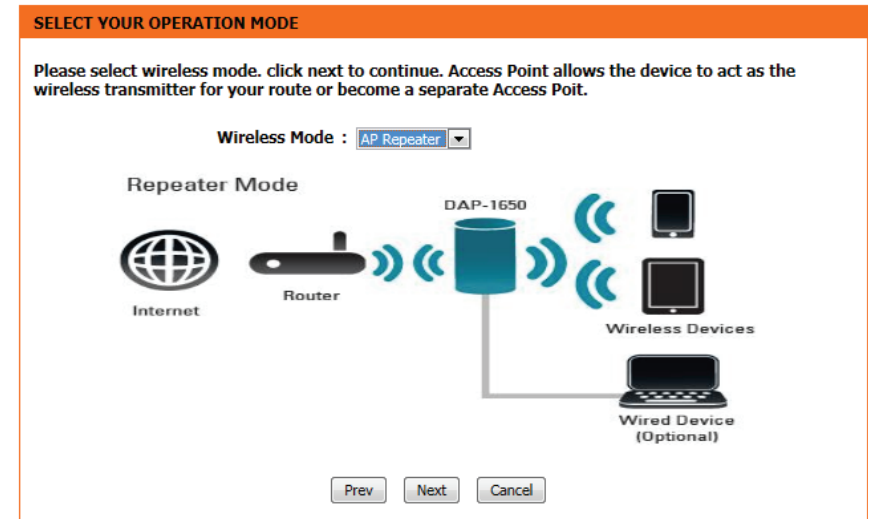 SELECT YOUR OPERATION MODE
Please select wireless mode. click next to continue. Access Point allows the device to act as the
wireless transmitter for your route or become a separate Access Poit.
Wireless Mode : AP Repeater
Repeater Mode
DAP-1650
Internet
Router
Wireless Devices
Wired Device
(Optional)
Prev Next Cancel